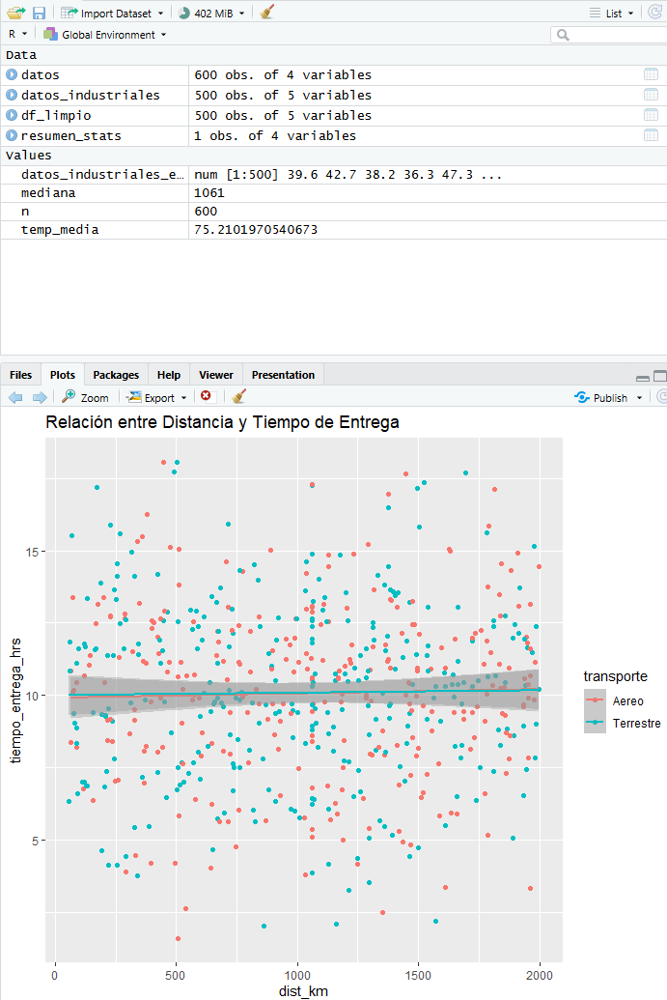 Import Dataset 402 MiB List
R Global Environment
Data
datos 600 obs. of 4 variables
datos_industriales 500 obs. of 5 variables
df_limpio 500 obs. of 5 variables
resumen_stats 1 obs. of 4 variables
Values
datos_industriales_e… num [1:500] 39.6 42.7 38.2 36.3 47.3 ...
mediana 1061
n 600
temp_media 75.2101970540673
Files Plots Packages Help Viewer Presentation
Zoom Export Publish
Relación entre Distancia y Tiempo de Entrega
15
10
5
tiempo_entrega_hrs
0 500 1000 1500 2000
dist_km
transporte
Aereo
Terrestre